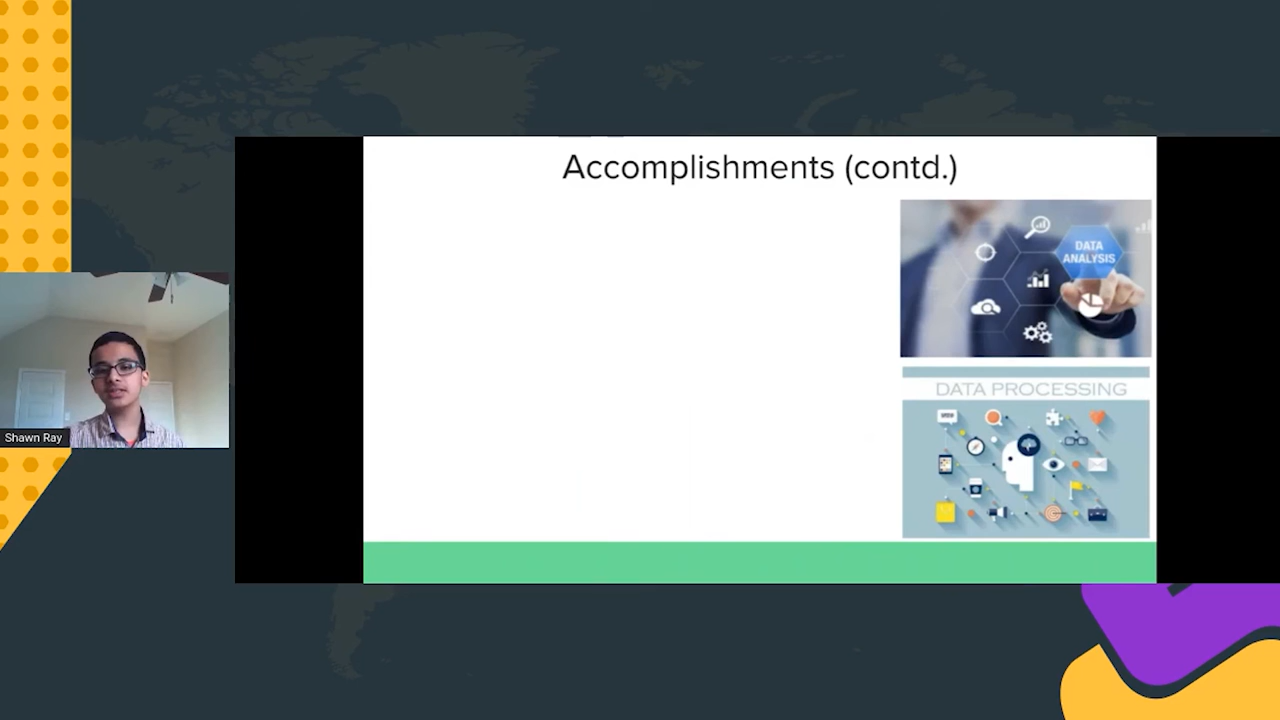 Accomplishments (contd.)
DATA
ANALYSIS
DATA PROCESSING
Shawn Ray